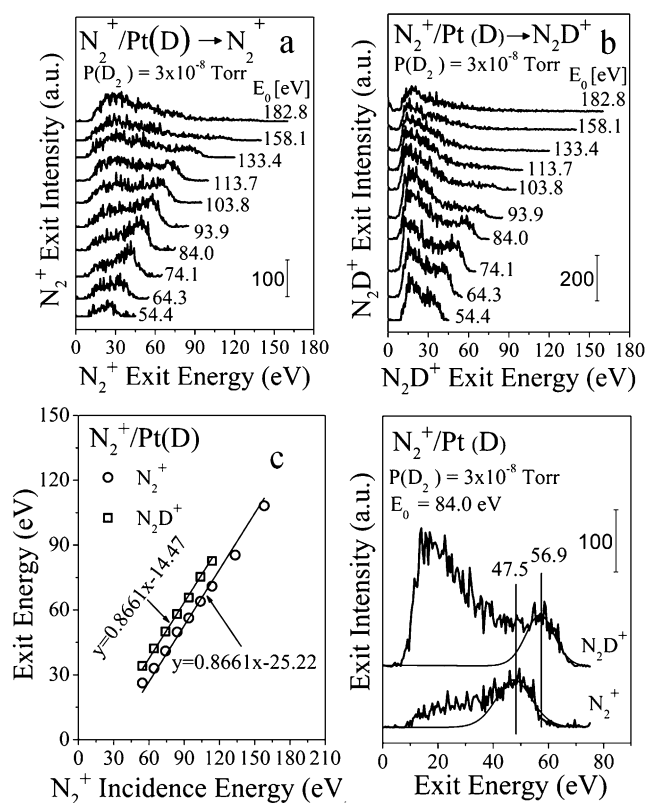 N₂⁺/Pt(D) → N₂⁺ a
P(D₂) = 3x10⁻⁸ Torr
E₀ [eV]
182.8
158.1
133.4
113.7
103.8
93.9
84.0
74.1
64.3
54.4
100
N₂⁺ Exit Intensity (a.u.)
0 30 60 90 120 150 180
N₂⁺ Exit Energy (eV)
N₂⁺/Pt (D) → N₂D⁺
b
P(D₂) = 3x10⁻⁸ Torr
E₀ [eV]
182.8
158.1
133.4
113.7
103.8
93.9
84.0
74.1
64.3
54.4
200
N₂D⁺ Exit Intensity (a.u.)
0 30 60 90 120 150 180
N₂D⁺ Exit Energy (eV)
N₂⁺/Pt(D)
c
N₂⁺
N₂D⁺
y=0.8661x-14.47
y=0.8661x-25.22
150
120
90
60
30
0
Exit Energy (eV)
0 30 60 90 120 150 180 210
N₂⁺ Incidence Energy (eV
N₂⁺/Pt (D)
P(D₂) = 3x10⁻⁸ Torr
E₀ = 84.0 eV
100
47.5
56.9
N₂D⁺
N₂⁺
Exit Intensity (a.u.)
0 20 40 60 80
Exit Energy (eV)